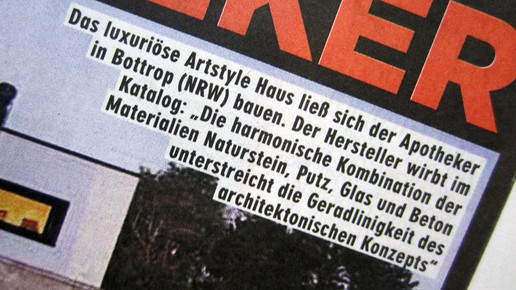 EKER
Das luxuriöse Artstyle Haus ließ sich der Apotheker
in Bottrop (NRW) bauen. Der Hersteller wirbt im
Katalog: „Die harmonische Kombination der
Materialien Naturstein, Putz, Glas und Beton
unterstreicht die Geradlinigkeit des
architektonischen Konzepts“